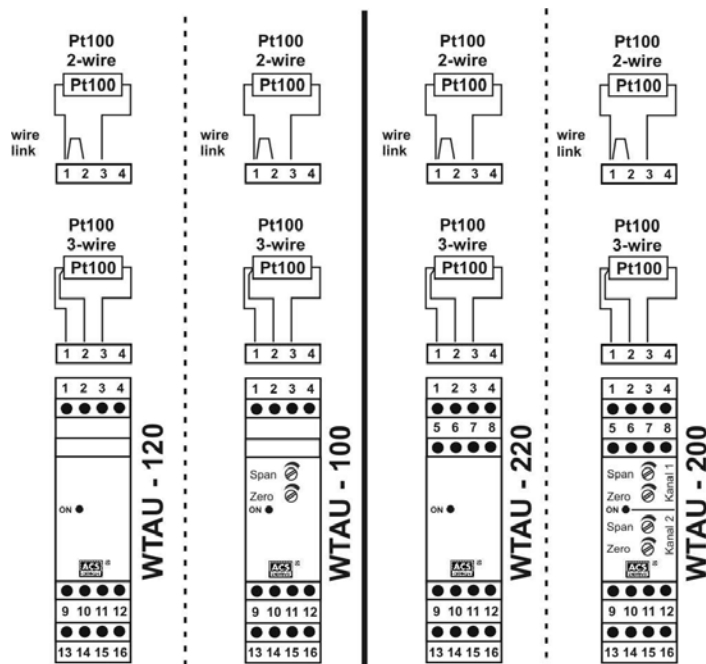 Pt100
2-wire
Pt100
wire
link
1 2 3 4
Pt100
3-wire
Pt100
1 2 3 4
1 2 3 4
ON
ACS
9 10 11 12
13 14 15 16
WTAU - 120
Pt100
2-wire
Pt100
wire
link
1 2 3 4
Pt100
3-wire
Pt100
1 2 3 4
1 2 3 4
Span
Zero
ON
ACS
9 10 11 12
13 14 15 16
WTAU - 100
Pt100
2-wire
Pt100
wire
link
1 2 3 4
Pt100
3-wire
Pt100
1 2 3 4
1 2 3 4
5 6 7 8
ON
ACS
9 10 11 12
13 14 15 16
WTAU - 220
Pt100
2-wire
Pt100
wire
link
1 2 3 4
Pt100
3-wire
Pt100
1 2 3 4
1 2 3 4
5 6 7 8
Span
Zero
Kanal 1
ON
Span
Zero
Kanal 2
ACS
9 10 11 12
13 14 15 16
WTAU - 200